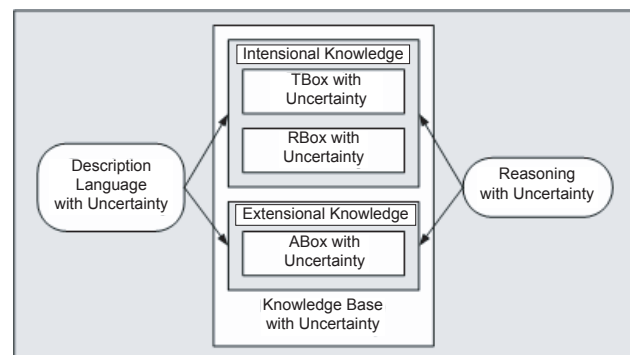 Intensional Knowledge
TBox with
Uncertainty
RBox with
Uncertainty
Description
Language
with Uncertainty
Reasoning
with Uncertainty
Extensional Knowledge
ABox with
Uncertainty
Knowledge Base
with Uncertainty